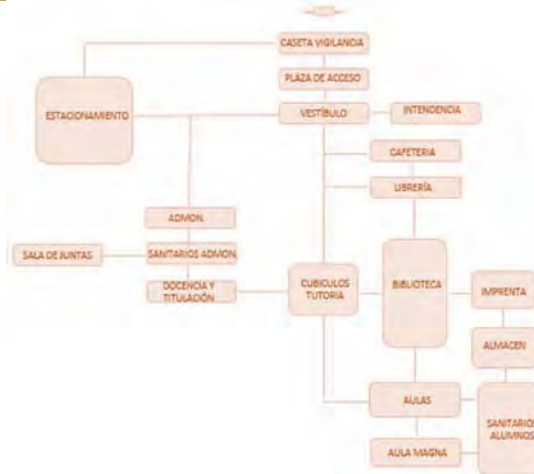 CASETA VIGILANCIA
PLAZA DE ACCESO
ESTACIONAMIENTO
VESTÍBULO
INTENDENCIA
CAFETERIA
LIBRERÍA
ADMON.
SALA DE JUNTAS
SANITARIOS ADMON.
DOCENCIA Y
TITULACIÓN
CUBICULOS
TUTORIA
BIBLIOTECA
IMPRENTA
ALMACEN
AULAS
SANITARIOS
ALUMNOS
AULA MAGNA